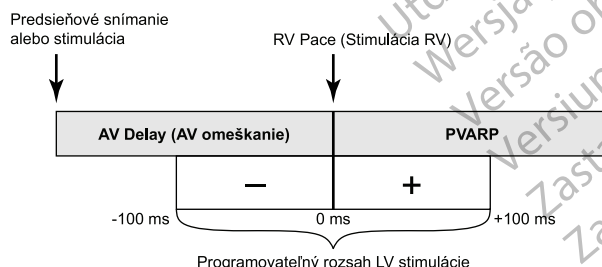 Predsieňové snímanie
alebo stimulácia
RV Pace (Stimulácia RV)
AV Delay (AV omeškanie)
PVARP
–
+
-100 ms
0 ms
+100 ms
Programovateľný rozsah LV stimulácie